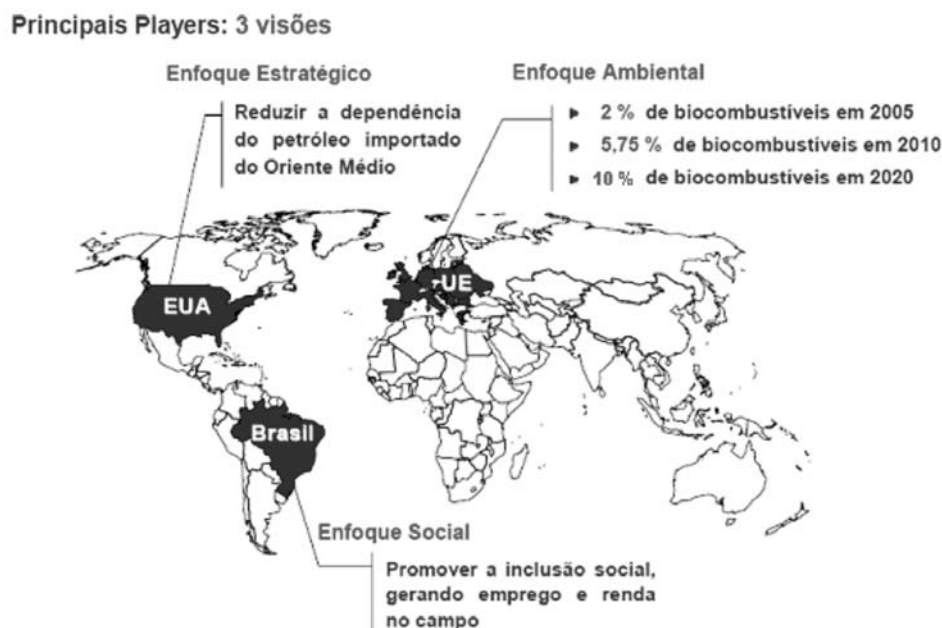 Principais Players: 3 visões
Enfoque Estratégico
Reduzir a dependência
do petróleo importado
do Oriente Médio
Enfoque Ambiental
2 % de biocombustíveis em 2005
5,75 % de biocombustíveis em 2010
10 % de biocombustíveis em 2020
EUA
UE
Brasil
Enfoque Social
Promover a inclusão social,
gerando emprego e renda
no campo